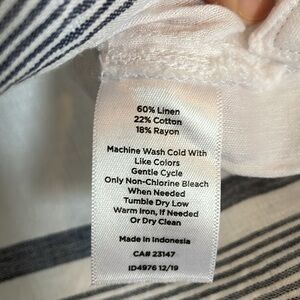 60% Linen
22% Cotton
18% Rayon
Machine Wash Cold With
Like Colors
Gentle Cycle
Only Non-Chlorine Bleach
When Needed
Tumble Dry Low
Warm Iron, If Needed
Or Dry Clean
Made In Indonesia
CA# 23147
ID4976 12/19